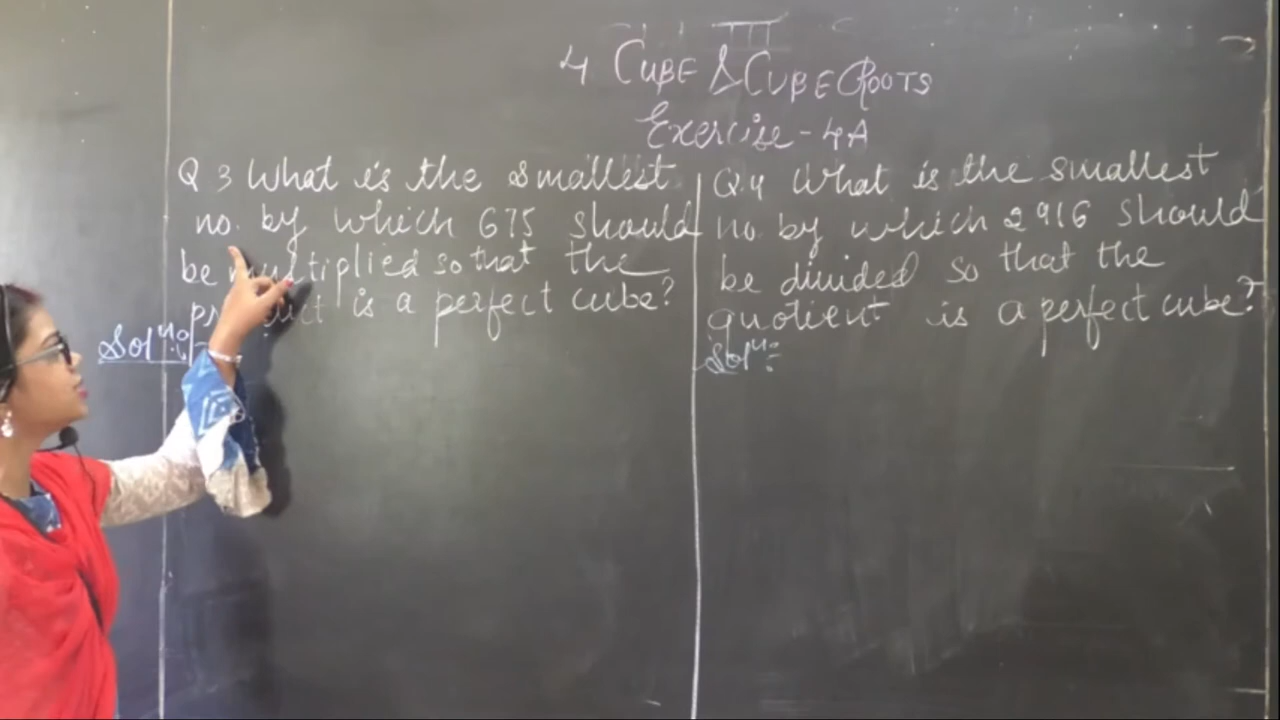 4 CUBE & CUBE ROOTS
Exercise - 4A
Q 3 What is the smallest
no. by which 675 should
be multiplied so that the
product is a perfect cube?
Solⁿ:-
Q 4 What is the smallest
no. by which 2916 should
be divided so that the
quotient is a perfect cube?
Solⁿ:-